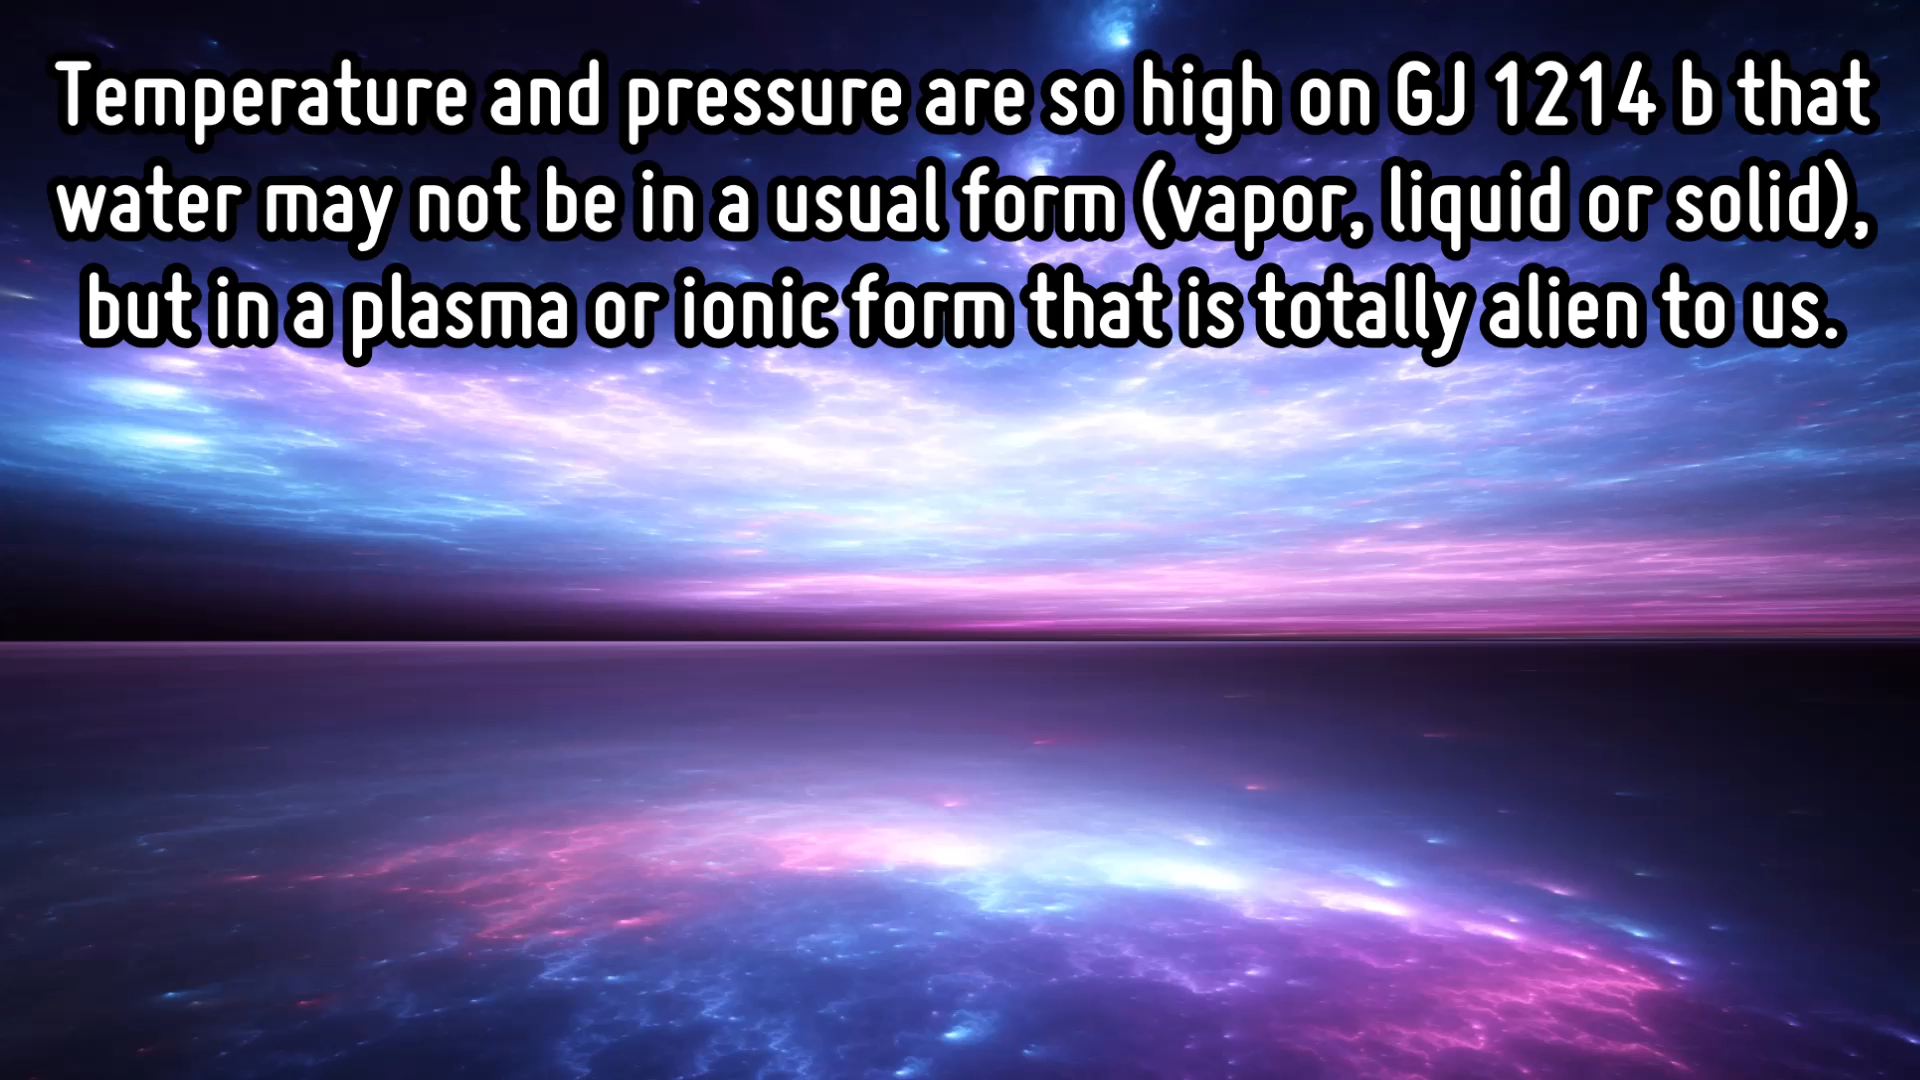 Temperature and pressure are so high on GJ 1214 b that
water may not be in a usual form (vapor, liquid or solid),
but in a plasma or ionic form that is totally alien to us.